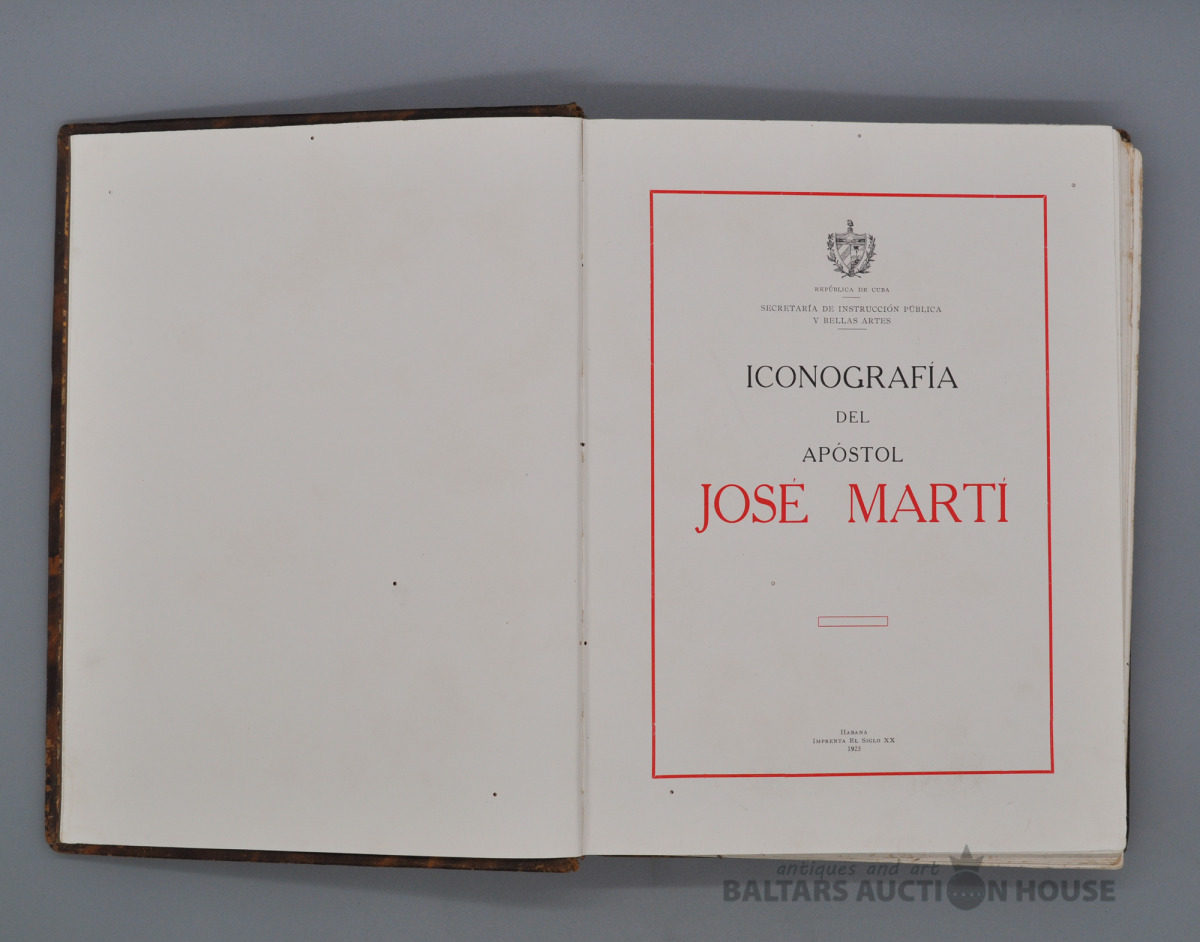 REPÚBLICA DE CUBA
SECRETARÍA DE INSTRUCCIÓN PÚBLICA
Y BELLAS ARTES
ICONOGRAFÍA
DEL
APÓSTOL
JOSÉ MARTÍ
HABANA
IMPRENTA EL SIGLO XX
1925
antiques and art
BALTARS AUCTION HOUSE